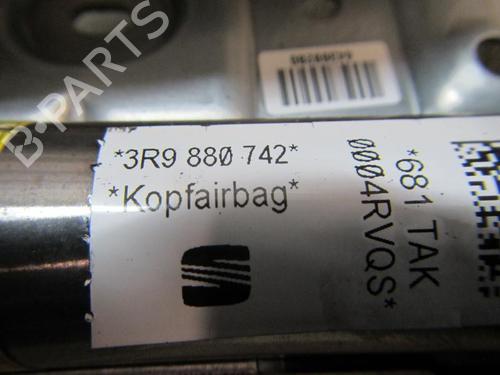 *3R9 880 742*
*Kopfairbag*
*681 TAK
0004RVQS*
B-PARTS